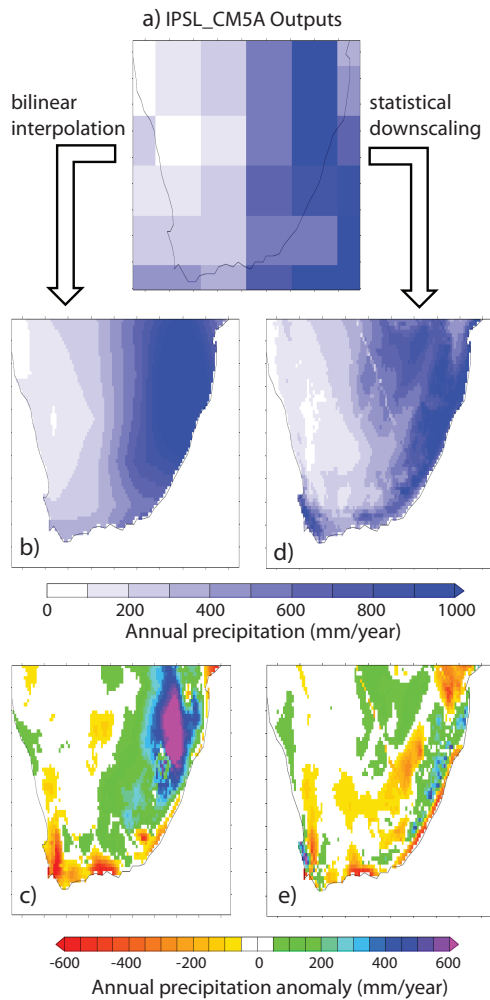 a) IPSL_CM5A Outputs
bilinear
interpolation
statistical
downscaling
b)
d)
0 200 400 600 800 1000
Annual precipitation (mm/year)
c)
e)
-600 -400 -200 0 200 400 600
Annual precipitation anomaly (mm/year)